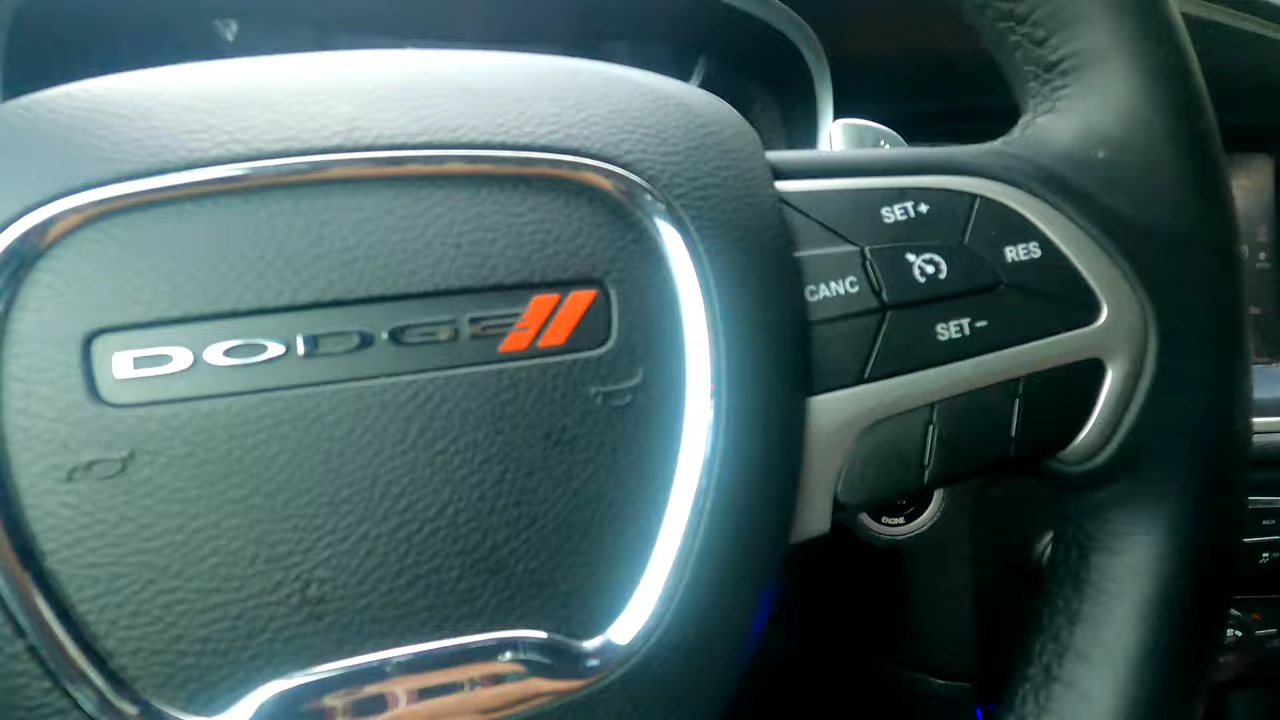 DODGE
SET+
RES
CANC
SET−
ENGINE